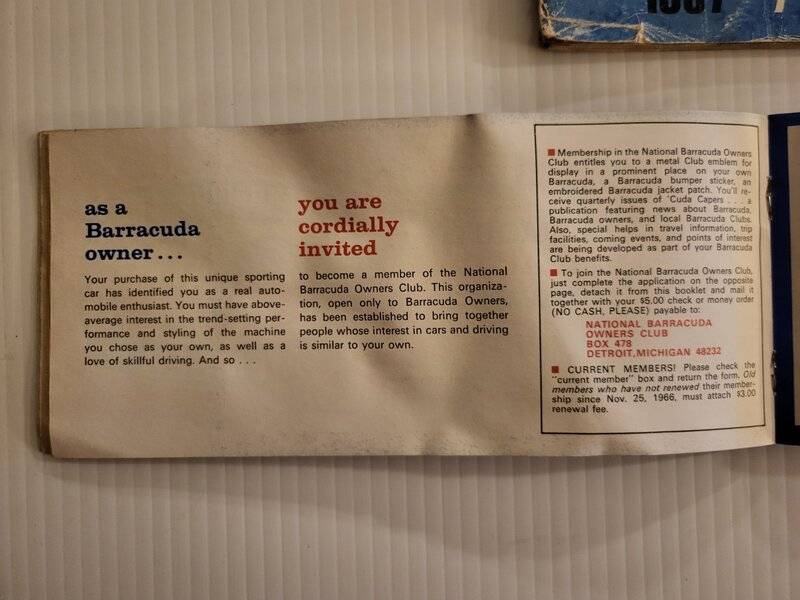 1967
as a
Barracuda
owner . . .
Your purchase of this unique sporting
car has identified you as a real auto-
mobile enthusiast. You must have above-
average interest in the trend-setting per-
formance and styling of the machine
you chose as your own, as well as a
love of skillful driving. And so . . .
you are
cordially
invited
to become a member of the National
Barracuda Owners Club. This organiza-
tion, open only to Barracuda Owners,
has been established to bring together
people whose interest in cars and driving
is similar to your own.
■ Membership in the National Barracuda Owners
Club entitles you to a metal Club emblem for
display in a prominent place on your own
Barracuda, a Barracuda bumper sticker, an
embroidered Barracuda jacket patch. You'll re-
ceive quarterly issues of 'Cuda Capers . . . a
publication featuring news about Barracuda,
Barracuda owners, and local Barracuda Clubs.
Also, special helps in travel information, trip
facilities, coming events, and points of interest
are being developed as part of your Barracuda
Club benefits.
■ To join the National Barracuda Owners Club,
just complete the application on the opposite
page, detach it from this booklet and mail it
together with your $5.00 check or money order
(NO CASH, PLEASE) payable to:
NATIONAL BARRACUDA
OWNERS CLUB
BOX 478
DETROIT, MICHIGAN 48232
■ CURRENT MEMBERS! Please check the
"current member" box and return the form. Old
members who have not renewed their member-
ship since Nov. 25, 1966, must attach $3.00
renewal fee.